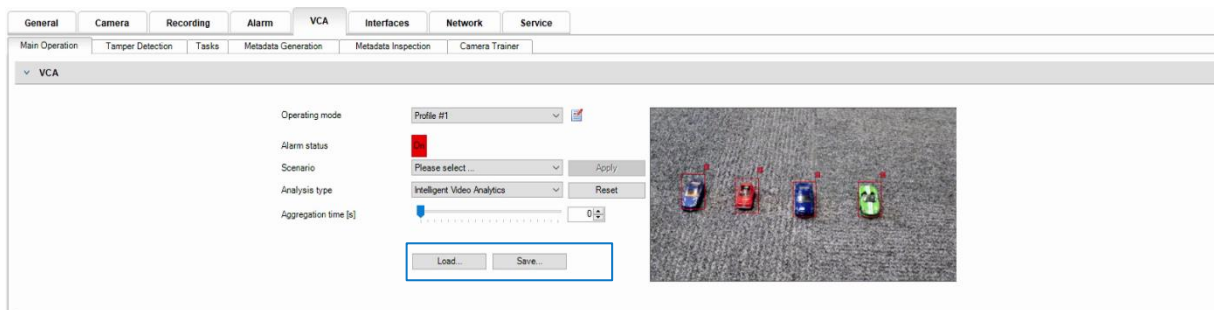 General Camera Recording Alarm VCA Interfaces Network Service
Main Operation Tamper Detection Tasks Metadata Generation Metadata Inspection Camera Trainer
VCA
Operating mode Profile #1
Alarm status On
Scenario Please select ... Apply
Analysis type Intelligent Video Analytics Reset
Aggregation time [s] 0
Load... Save...